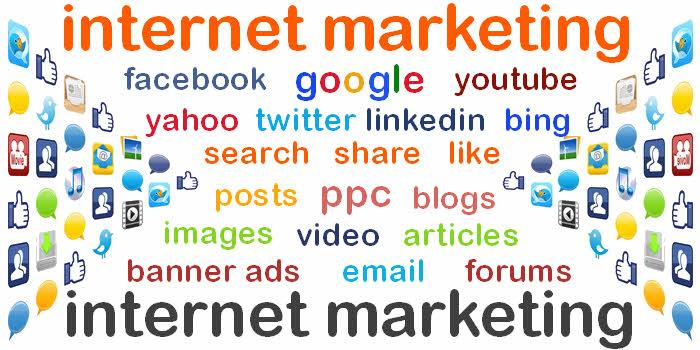 internet marketing
facebook google youtube
yahoo twitter linkedin bing
search share like
posts ppc blogs
images video articles
banner ads email forums
internet marketing
Movie